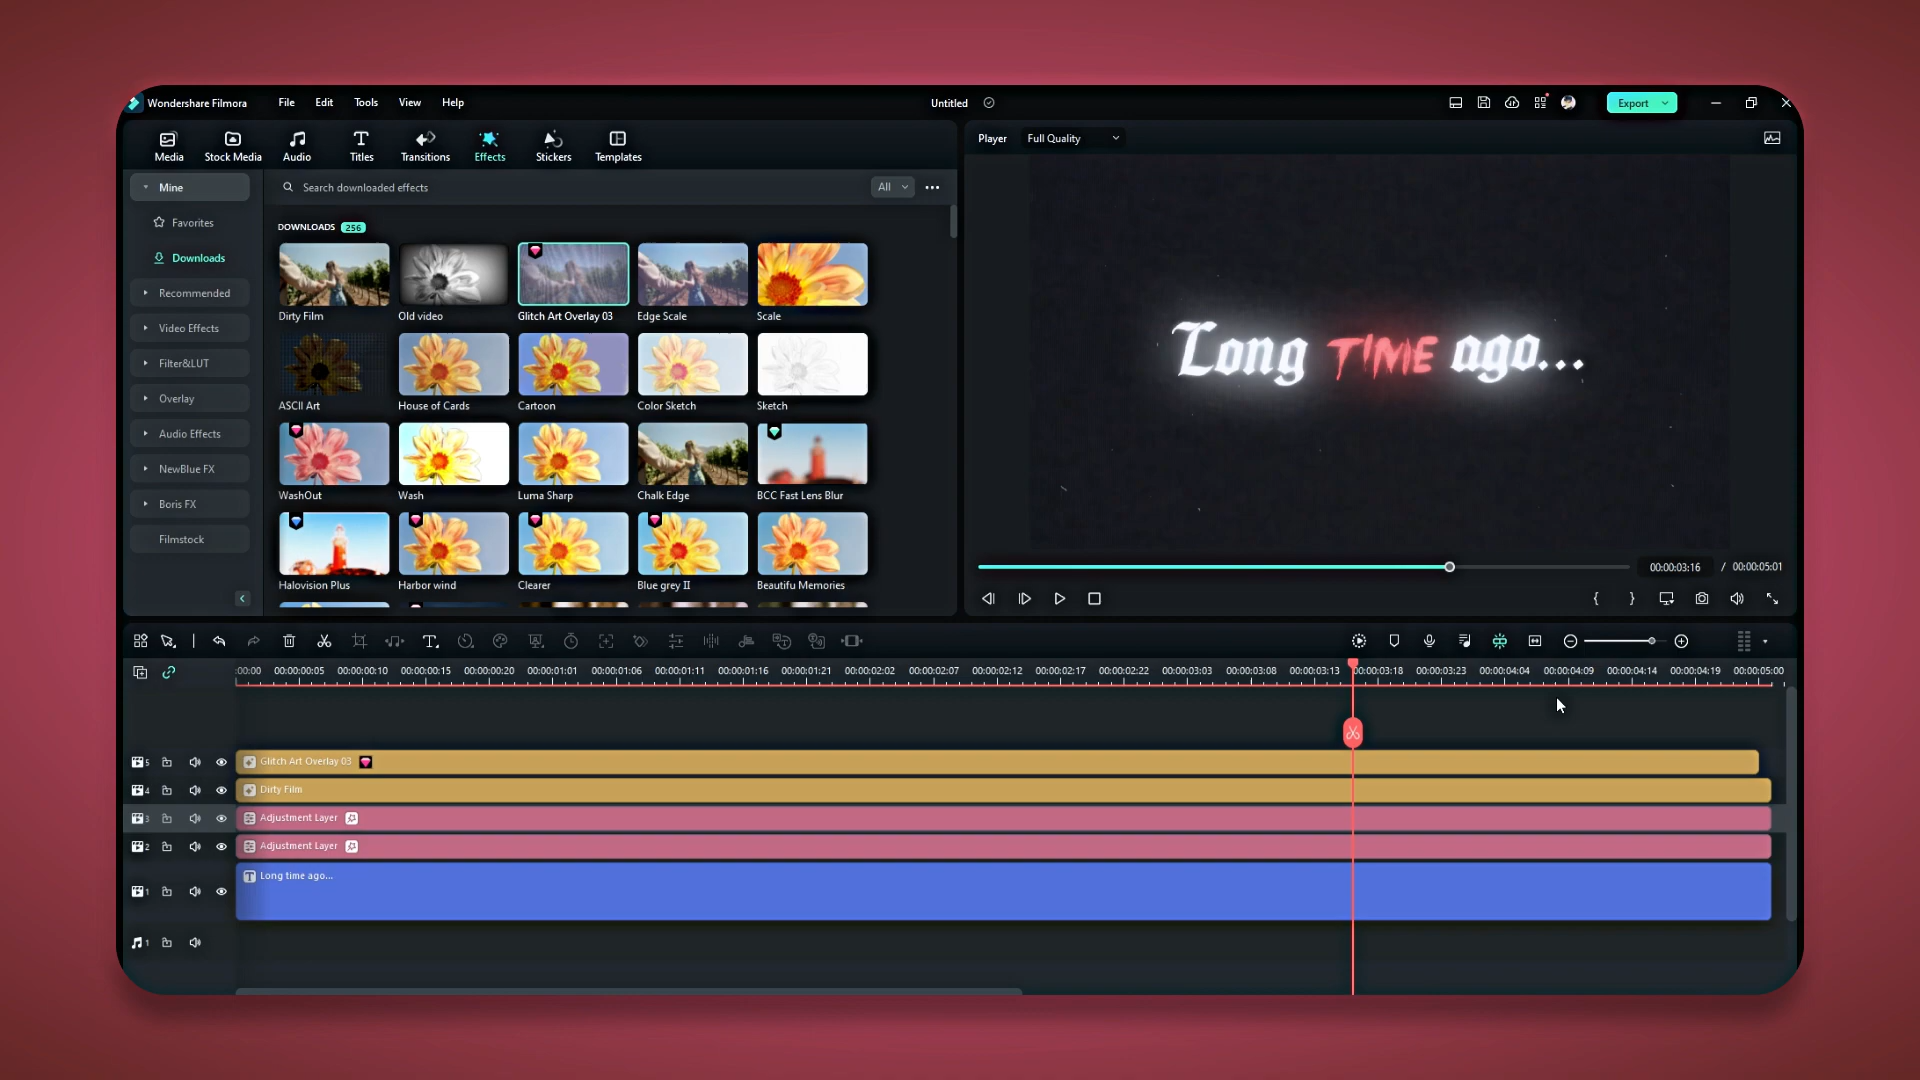 Wondershare Filmora
File Edit Tools View Help
Untitled
Export
Media Stock Media Audio Titles Transitions Effects Stickers Templates
Player Full Quality
Mine
Favorites
Downloads
Recommended
Video Effects
Filter&LUT
Overlay
Audio Effects
NewBlue FX
Boris FX
Filmstock
Search downloaded effects
All
DOWNLOADS 256
Dirty Film Old video Glitch Art Overlay 03 Edge Scale Scale
ASCII Art House of Cards Cartoon Color Sketch Sketch
WashOut Wash Luma Sharp Chalk Edge BCC Fast Lens Blur
Halovision Plus Harbor wind Clearer Blue grey II Beautifu Memories
Long TIME ago...
00:00:03:16 / 00:00:05:01
:00:00 00:00:00:05 00:00:00:10 00:00:00:15 00:00:00:20 00:00:01:01 00:00:01:06 00:00:01:11 00:00:01:16 00:00:01:21 00:00:02:02 00:00:02:07 00:00:02:12 00:00:02:17 00:00:02:22 00:00:03:03 00:00:03:08 00:00:03:13 00:00:03:18 00:00:03:23 00:00:04:04 00:00:04:09 00:00:04:14 00:00:04:19 00:00:05:00
5 Glitch Art Overlay 03
4 Dirty Film
3 Adjustment Layer
2 Adjustment Layer
1 Long time ago...
1